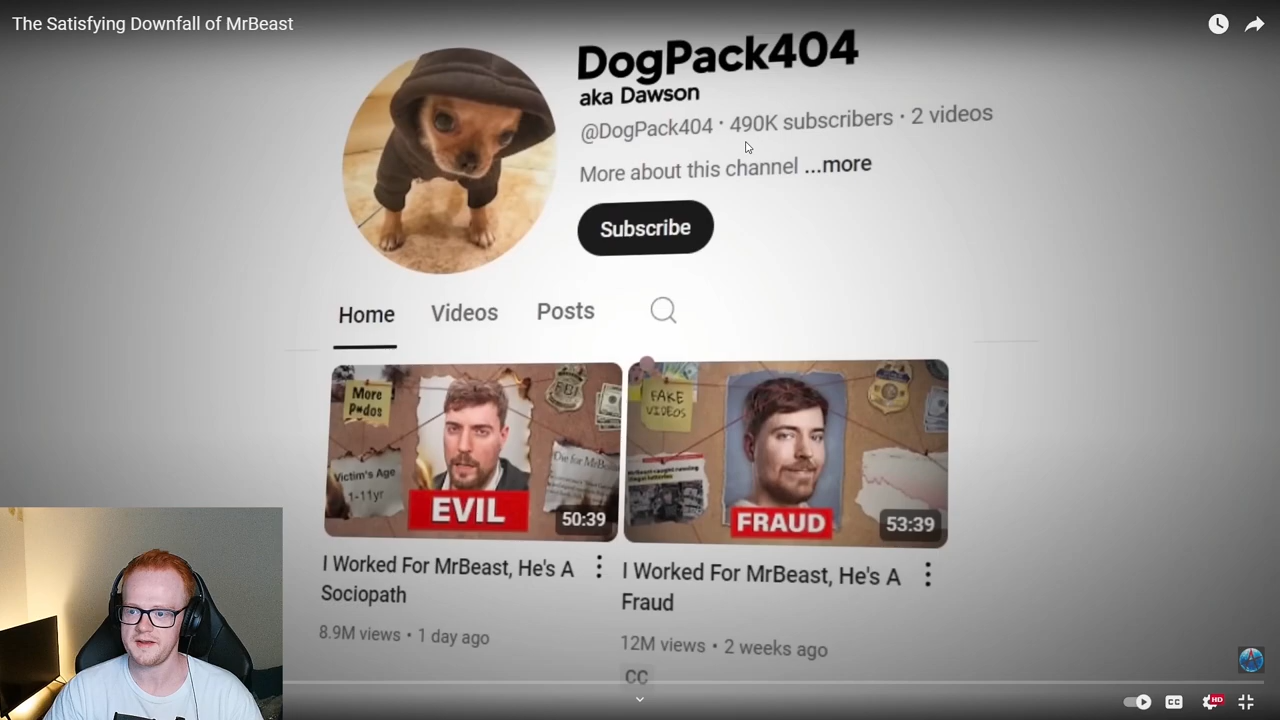 The Satisfying Downfall of MrBeast
DogPack404
aka Dawson
@DogPack404 · 490K subscribers · 2 videos
More about this channel ...more
Subscribe
Home
Videos
Posts
More
P*dos
FBI
Victim's Age
1-11yr
EVIL
50:39
FAKE
VIDEOS
FRAUD
53:39
I Worked For MrBeast, He's A
Sociopath
8.9M views · 1 day ago
I Worked For MrBeast, He's A
Fraud
12M views · 2 weeks ago
CC
CC
HD